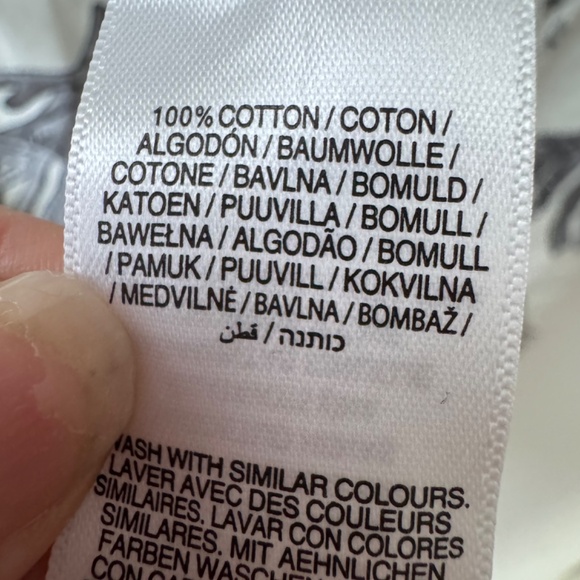 100% COTTON / COTON /
ALGODÓN / BAUMWOLLE /
COTONE / BAVLNA / BOMULD /
KATOEN / PUUVILLA / BOMULL /
BAWEŁNA / ALGODÃO / BOMULL
/ PAMUK / PUUVILL / KOKVILNA
/ MEDVILNĖ / BAVLNA / BOMBAŽ /
כותנה / قطن
WASH WITH SIMILAR COLOURS.
LAVER AVEC DES COULEURS
SIMILAIRES. LAVAR CON COLORES
SIMILARES. MIT AEHNLICHEN
FARBEN WASCHEN
CON